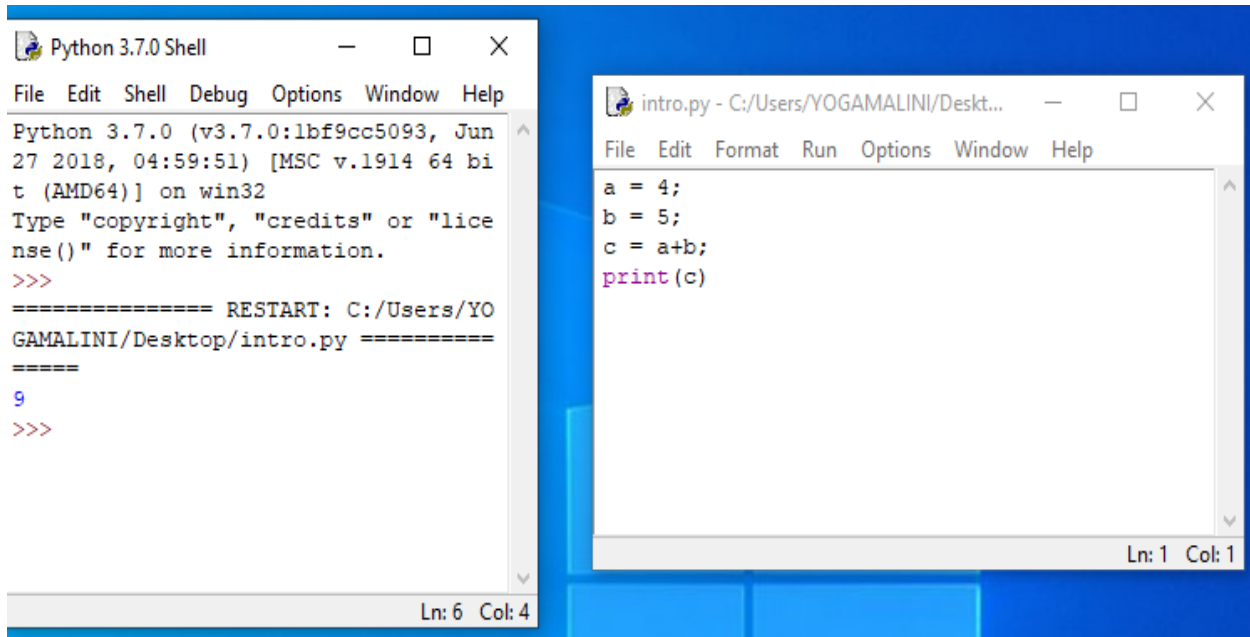 Python 3.7.0 Shell
File Edit Shell Debug Options Window Help
Python 3.7.0 (v3.7.0:1bf9cc5093, Jun
27 2018, 04:59:51) [MSC v.1914 64 bi
t (AMD64)] on win32
Type "copyright", "credits" or "lice
nse()" for more information.
>>>
=============== RESTART: C:/Users/YO
GAMALINI/Desktop/intro.py ==========
=====
9
>>>
Ln: 6 Col: 4
intro.py - C:/Users/YOGAMALINI/Deskt...
File Edit Format Run Options Window Help
a = 4;
b = 5;
c = a+b;
print(c)
Ln: 1 Col: 1